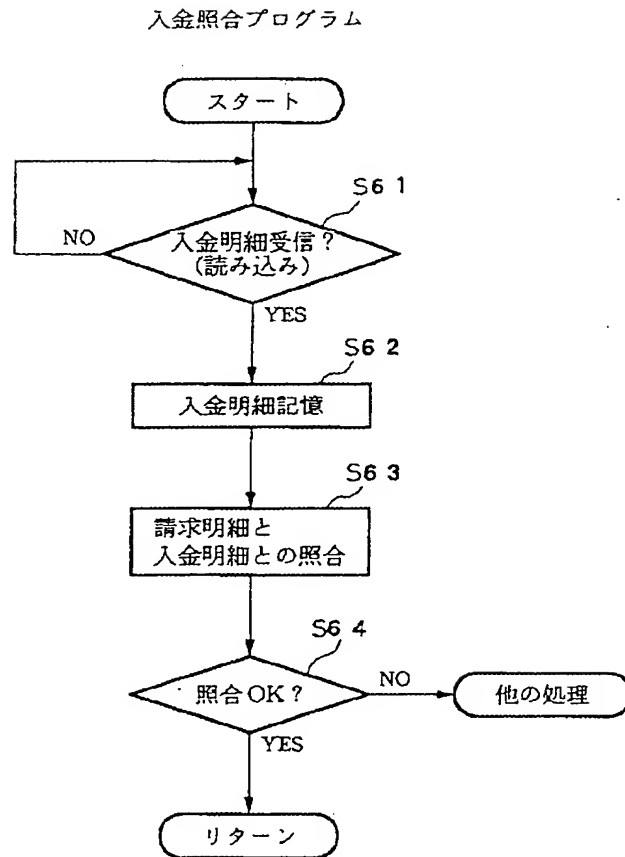 入金照合プログラム
スタート
S61
NO
入金明細受信？
(読み込み)
YES
S62
入金明細記憶
S63
請求明細と
入金明細との照合
S64
照合OK？
NO
他の処理
YES
リターン